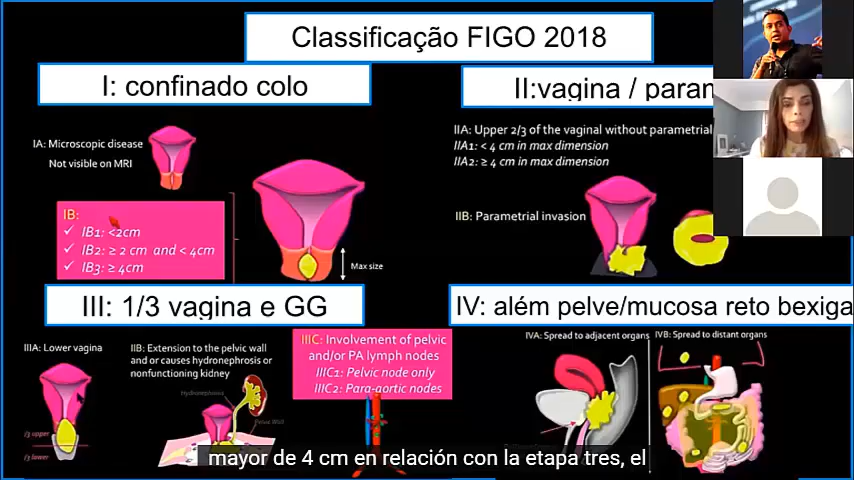 Classificação FIGO 2018
I: confinado colo
II:vagina / param
IA: Microscopic disease
Not visible on MRI
IB:
✓ IB1: <2cm
✓ IB2: ≥ 2 cm and < 4cm
✓ IB3: ≥ 4cm
Max size
IIA: Upper 2/3 of the vaginal without parametrial
IIA1: < 4 cm in max dimension
IIA2: ≥ 4 cm in max dimension
IIB: Parametrial invasion
III: 1/3 vagina e GG
IV: além pelve/mucosa reto bexiga
IIIA: Lower vagina
1/3 upper
1/3 lower
IIB: Extension to the pelvic wall
and/or causes hydronephrosis or
nonfunctioning kidney
Hydronephrosis
Pelvic Wall
IIIC: Involvement of pelvic
and/or PA lymph nodes
IIIC1: Pelvic node only
IIIC2: Para-aortic nodes
IVA: Spread to adjacent organs
IVB: Spread to distant organs
mayor de 4 cm en relación con la etapa tres, el